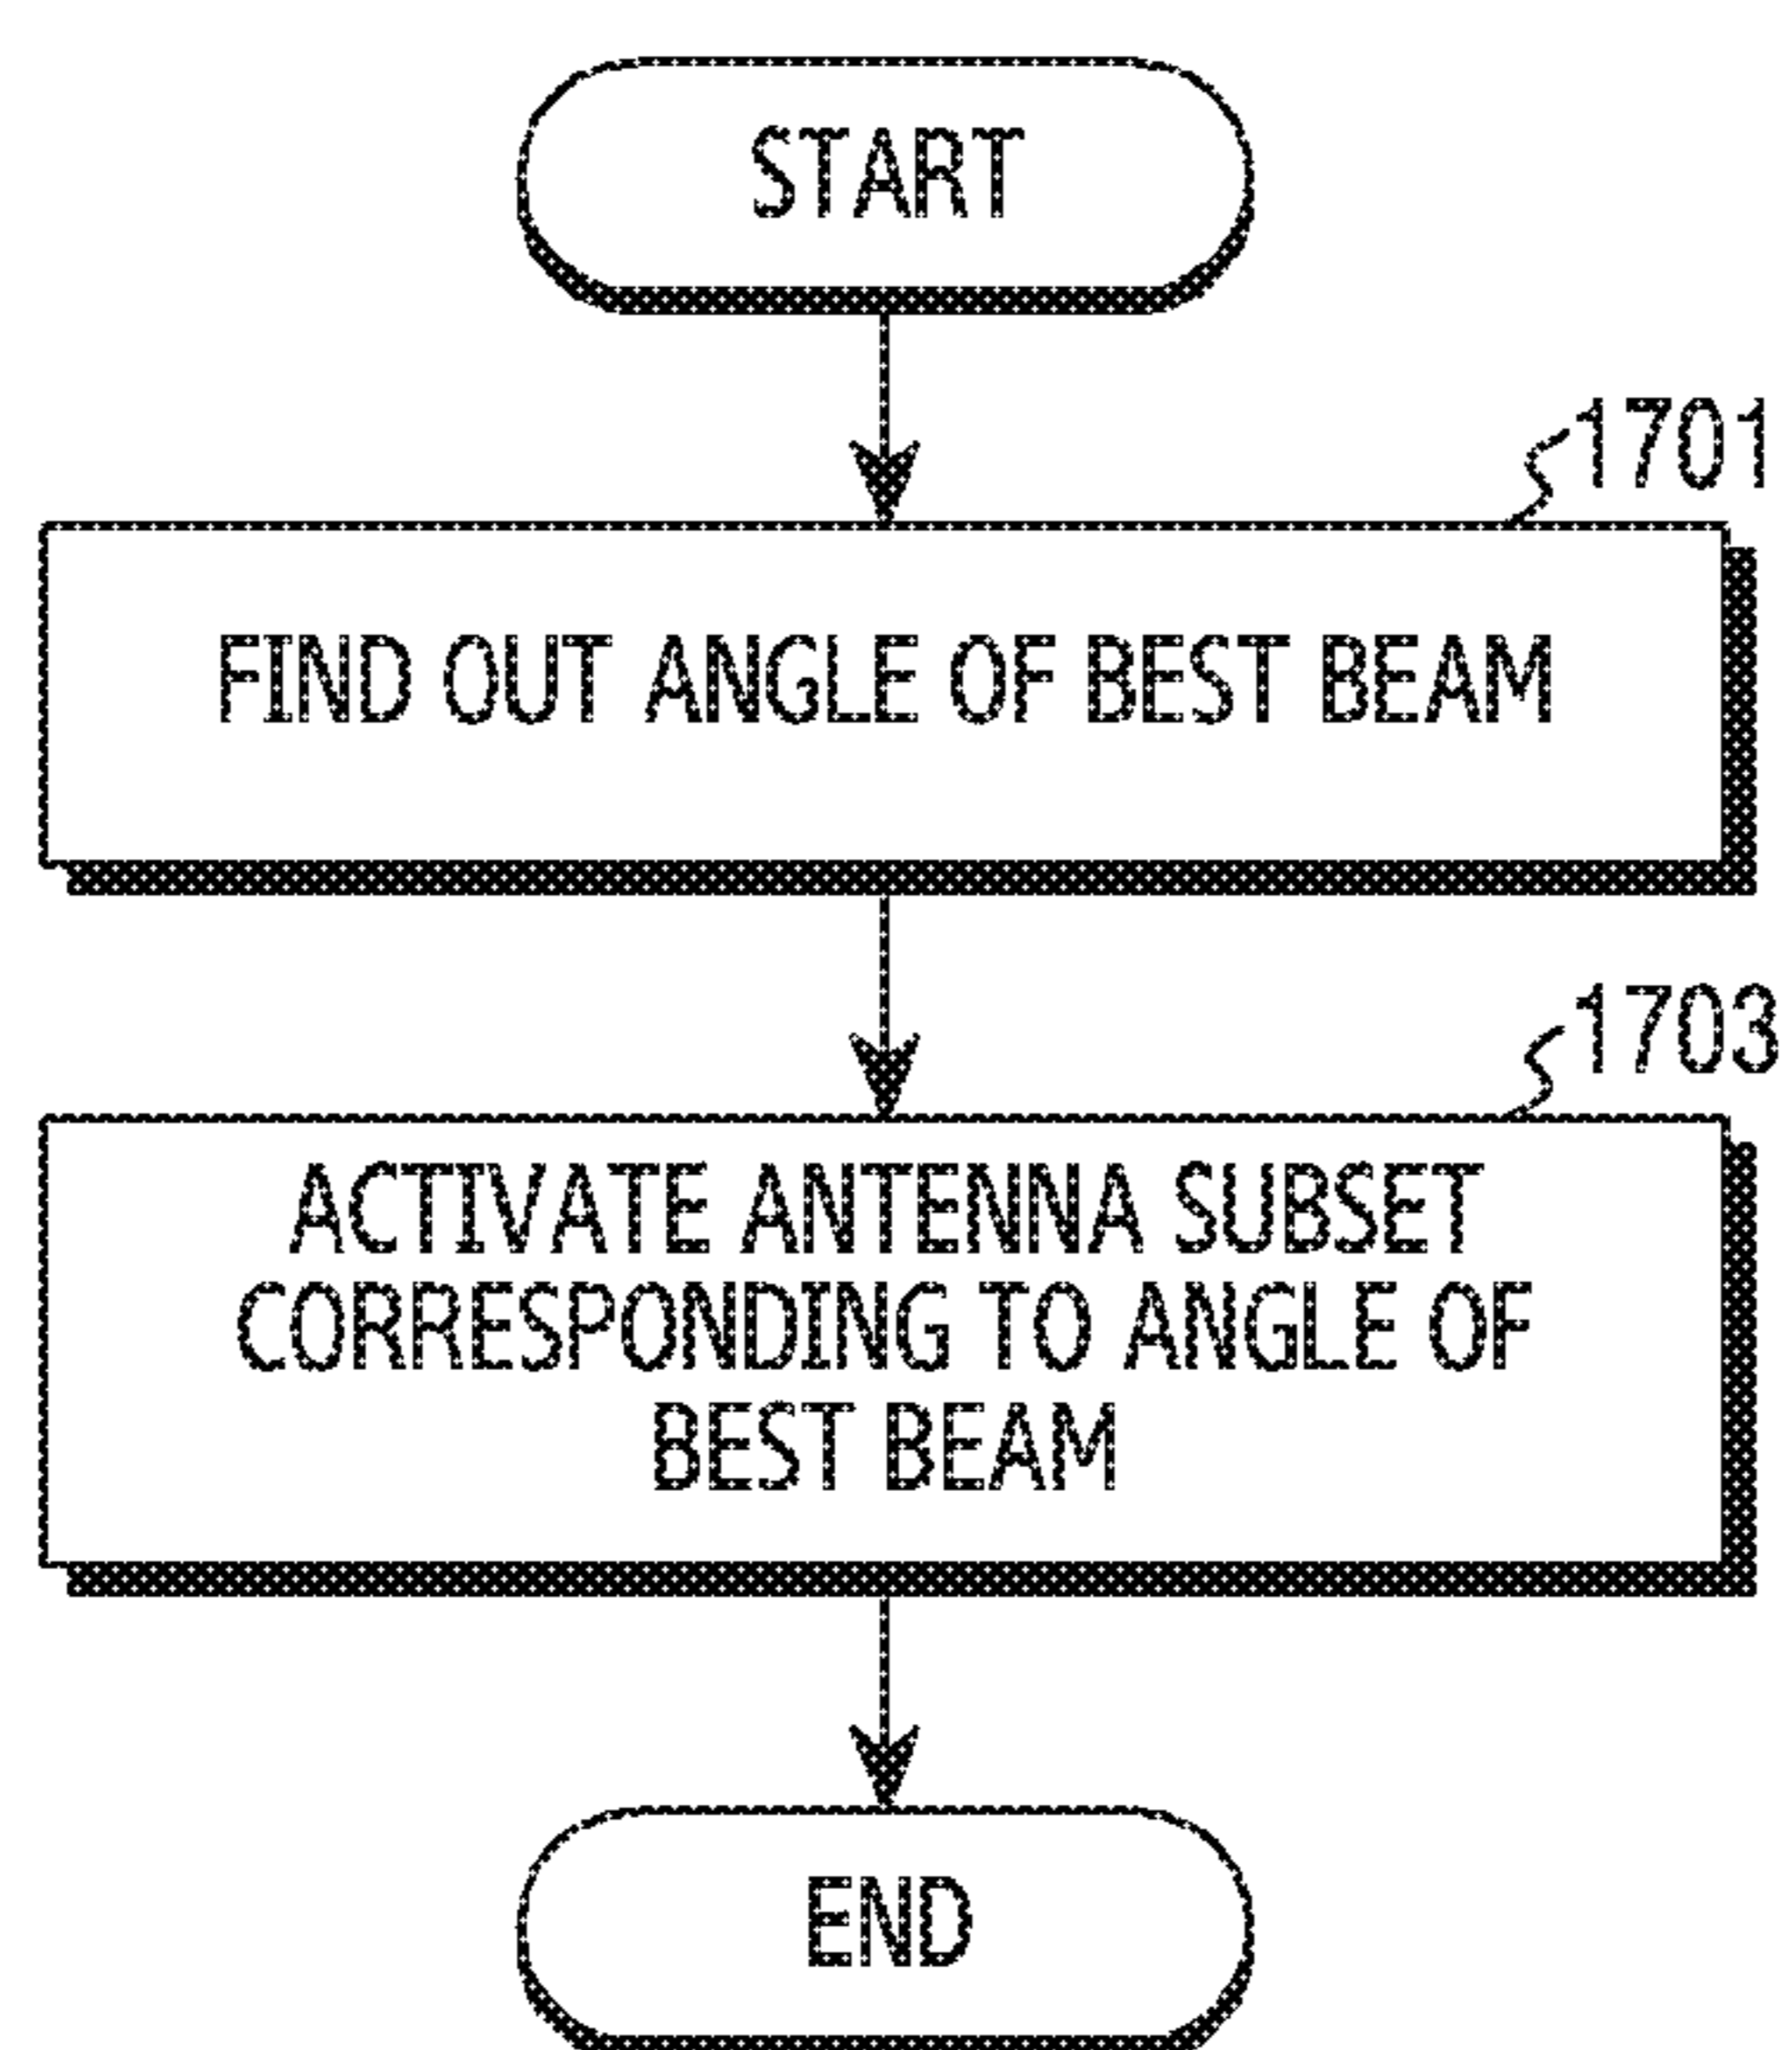 START
1701
FIND OUT ANGLE OF BEST BEAM
1703
ACTIVATE ANTENNA SUBSET
CORRESPONDING TO ANGLE OF
BEST BEAM
END